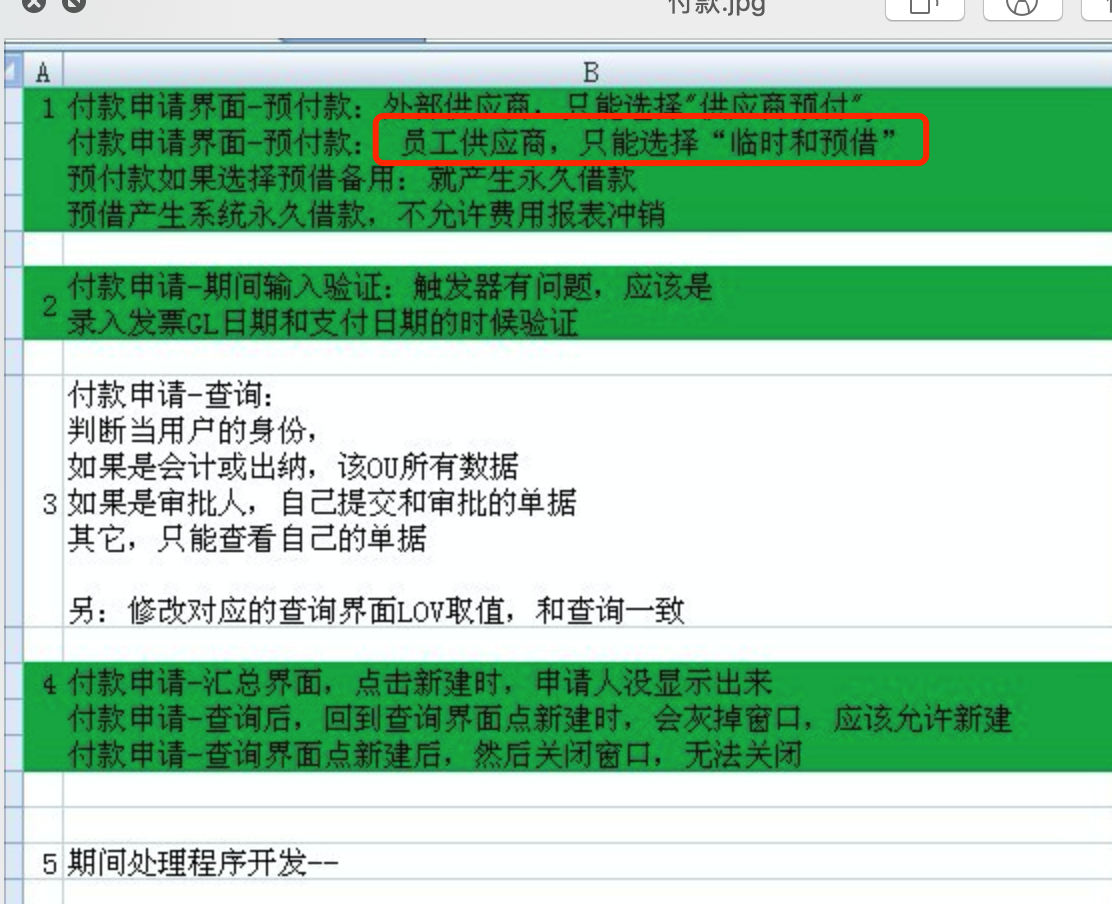 付款.jpg
A B
1 付款申请界面-预付款：外部供应商，只能选择"供应商预付"
付款申请界面-预付款： 员工供应商，只能选择“临时和预借”
预付款如果选择预借备用：就产生永久借款
预借产生系统永久借款，不允许费用报表冲销
付款申请-期间输入验证：触发器有问题，应该是
2
录入发票GL日期和支付日期的时候验证
付款申请-查询：
判断当用户的身份，
如果是会计或出纳，该OU所有数据
3 如果是审批人，自己提交和审批的单据
其它，只能查看自己的单据
另：修改对应的查询界面LOV取值，和查询一致
4 付款申请-汇总界面，点击新建时，申请人没显示出来
付款申请-查询后，回到查询界面点新建时，会灰掉窗口，应该允许新建
付款申请-查询界面点新建后，然后关闭窗口，无法关闭
5 期间处理程序开发--